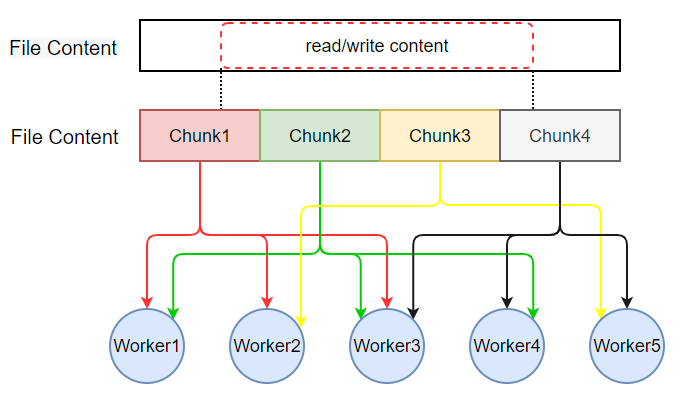 File Content
read/write content
File Content
Chunk1
Chunk2
Chunk3
Chunk4
Worker1
Worker2
Worker3
Worker4
Worker5